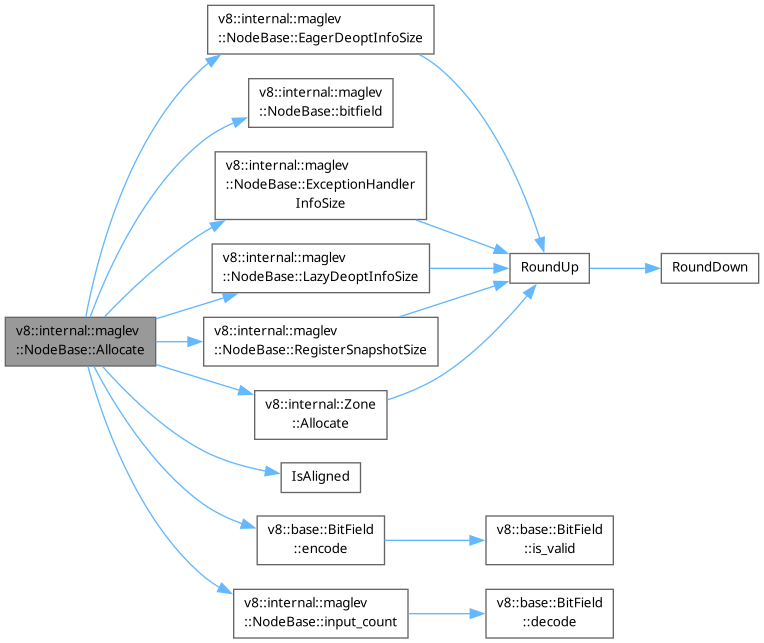 v8::internal::maglev
::NodeBase::EagerDeoptInfoSize
v8::internal::maglev
::NodeBase::bitfield
v8::internal::maglev
::NodeBase::ExceptionHandler
InfoSize
v8::internal::maglev
::NodeBase::LazyDeoptInfoSize
RoundUp
RoundDown
v8::internal::maglev
::NodeBase::Allocate
v8::internal::maglev
::NodeBase::RegisterSnapshotSize
v8::internal::Zone
::Allocate
IsAligned
v8::base::BitField
::encode
v8::base::BitField
::is_valid
v8::internal::maglev
::NodeBase::input_count
v8::base::BitField
::decode